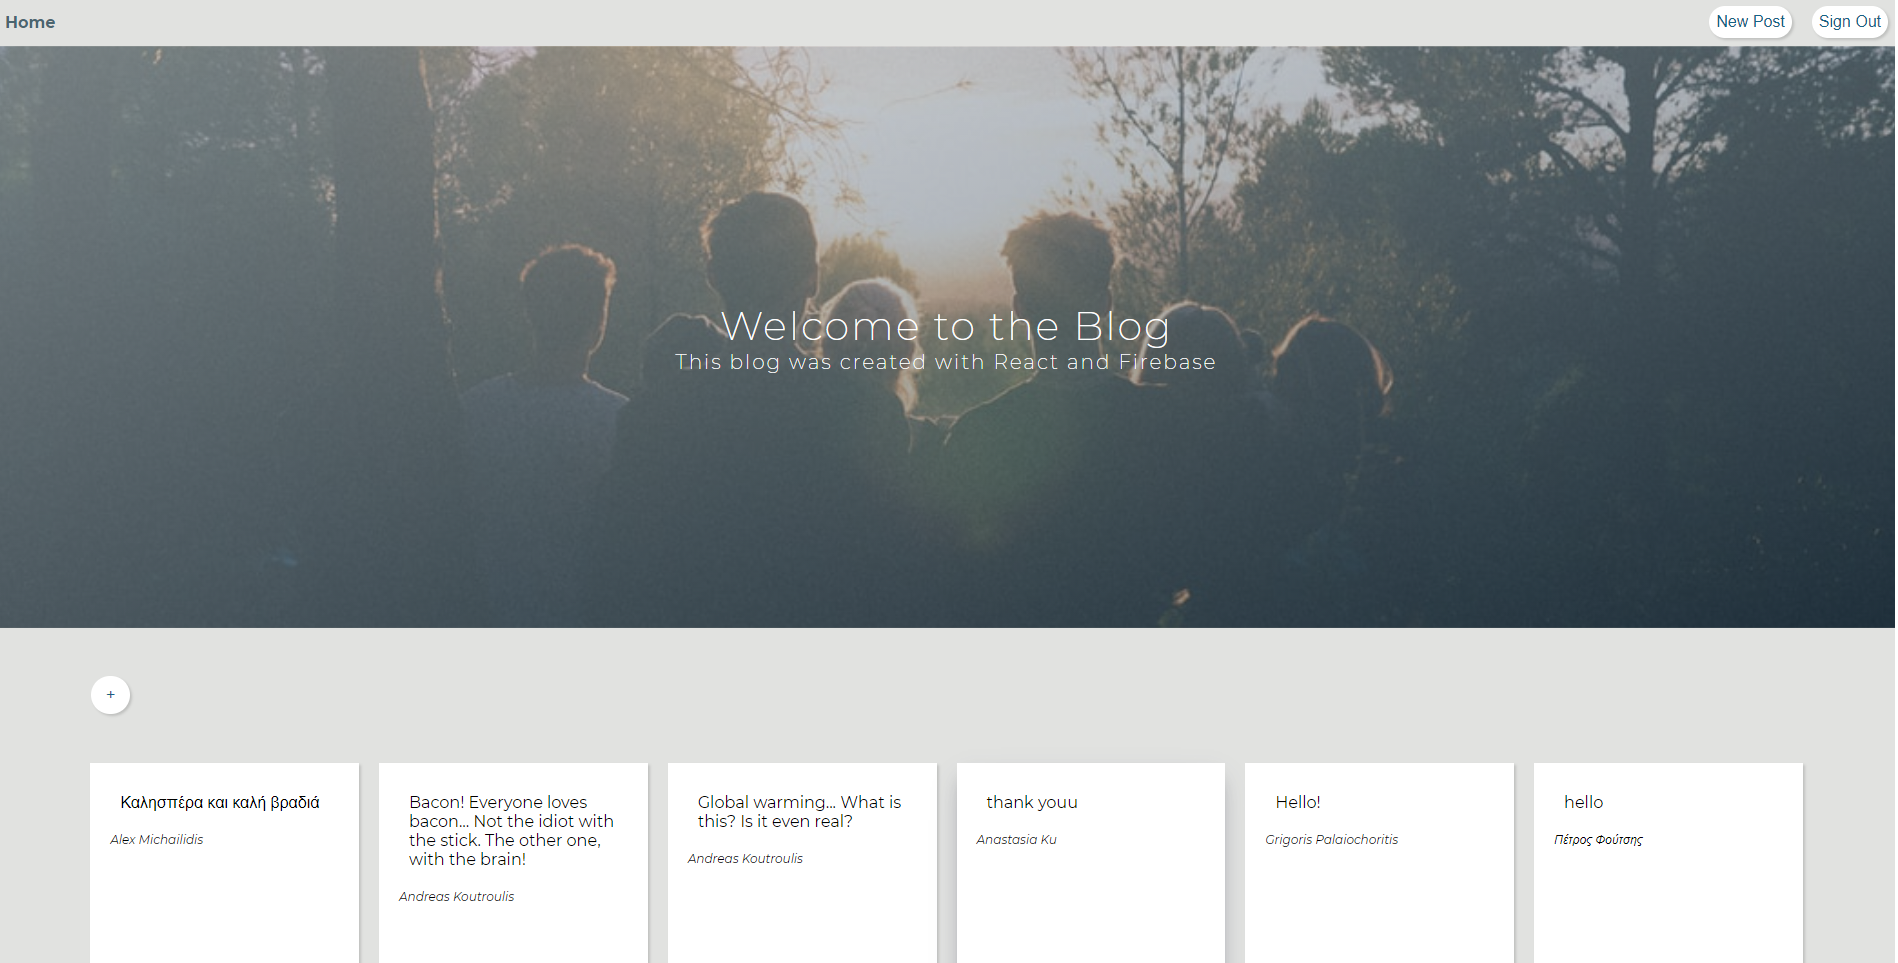 Home
New Post
Sign Out
Welcome to the Blog
This blog was created with React and Firebase
+
Καλησπέρα και καλή βραδιά
Alex Michailidis
Bacon! Everyone loves
bacon... Not the idiot with
the stick. The other one,
with the brain!
Andreas Koutroulis
Global warming... What is
this? Is it even real?
Andreas Koutroulis
thank youu
Anastasia Ku
Hello!
Grigoris Palaiochoritis
hello
Πέτρος Φούτσης